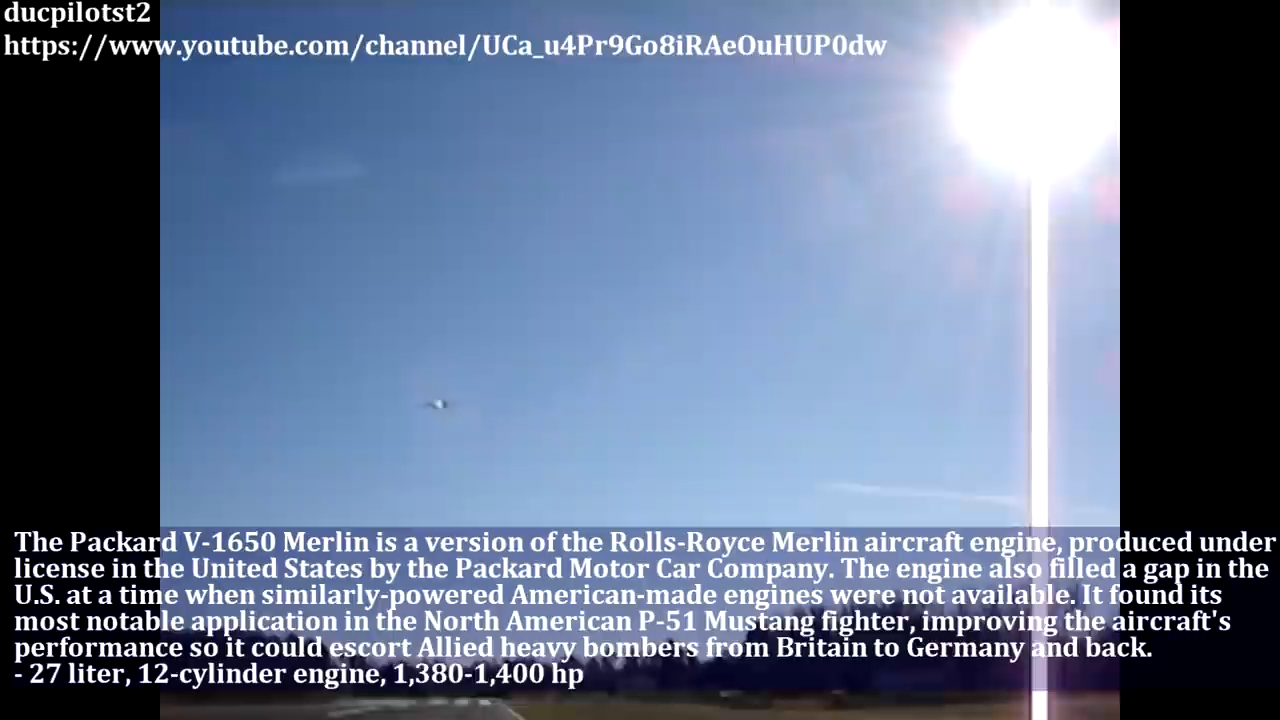 ducpilotst2
https://www.youtube.com/channel/UCa_u4Pr9Go8iRAeOuHUP0dw
The Packard V-1650 Merlin is a version of the Rolls-Royce Merlin aircraft engine, produced under
license in the United States by the Packard Motor Car Company. The engine also filled a gap in the
U.S. at a time when similarly-powered American-made engines were not available. It found its
most notable application in the North American P-51 Mustang fighter, improving the aircraft's
performance so it could escort Allied heavy bombers from Britain to Germany and back.
- 27 liter, 12-cylinder engine, 1,380-1,400 hp